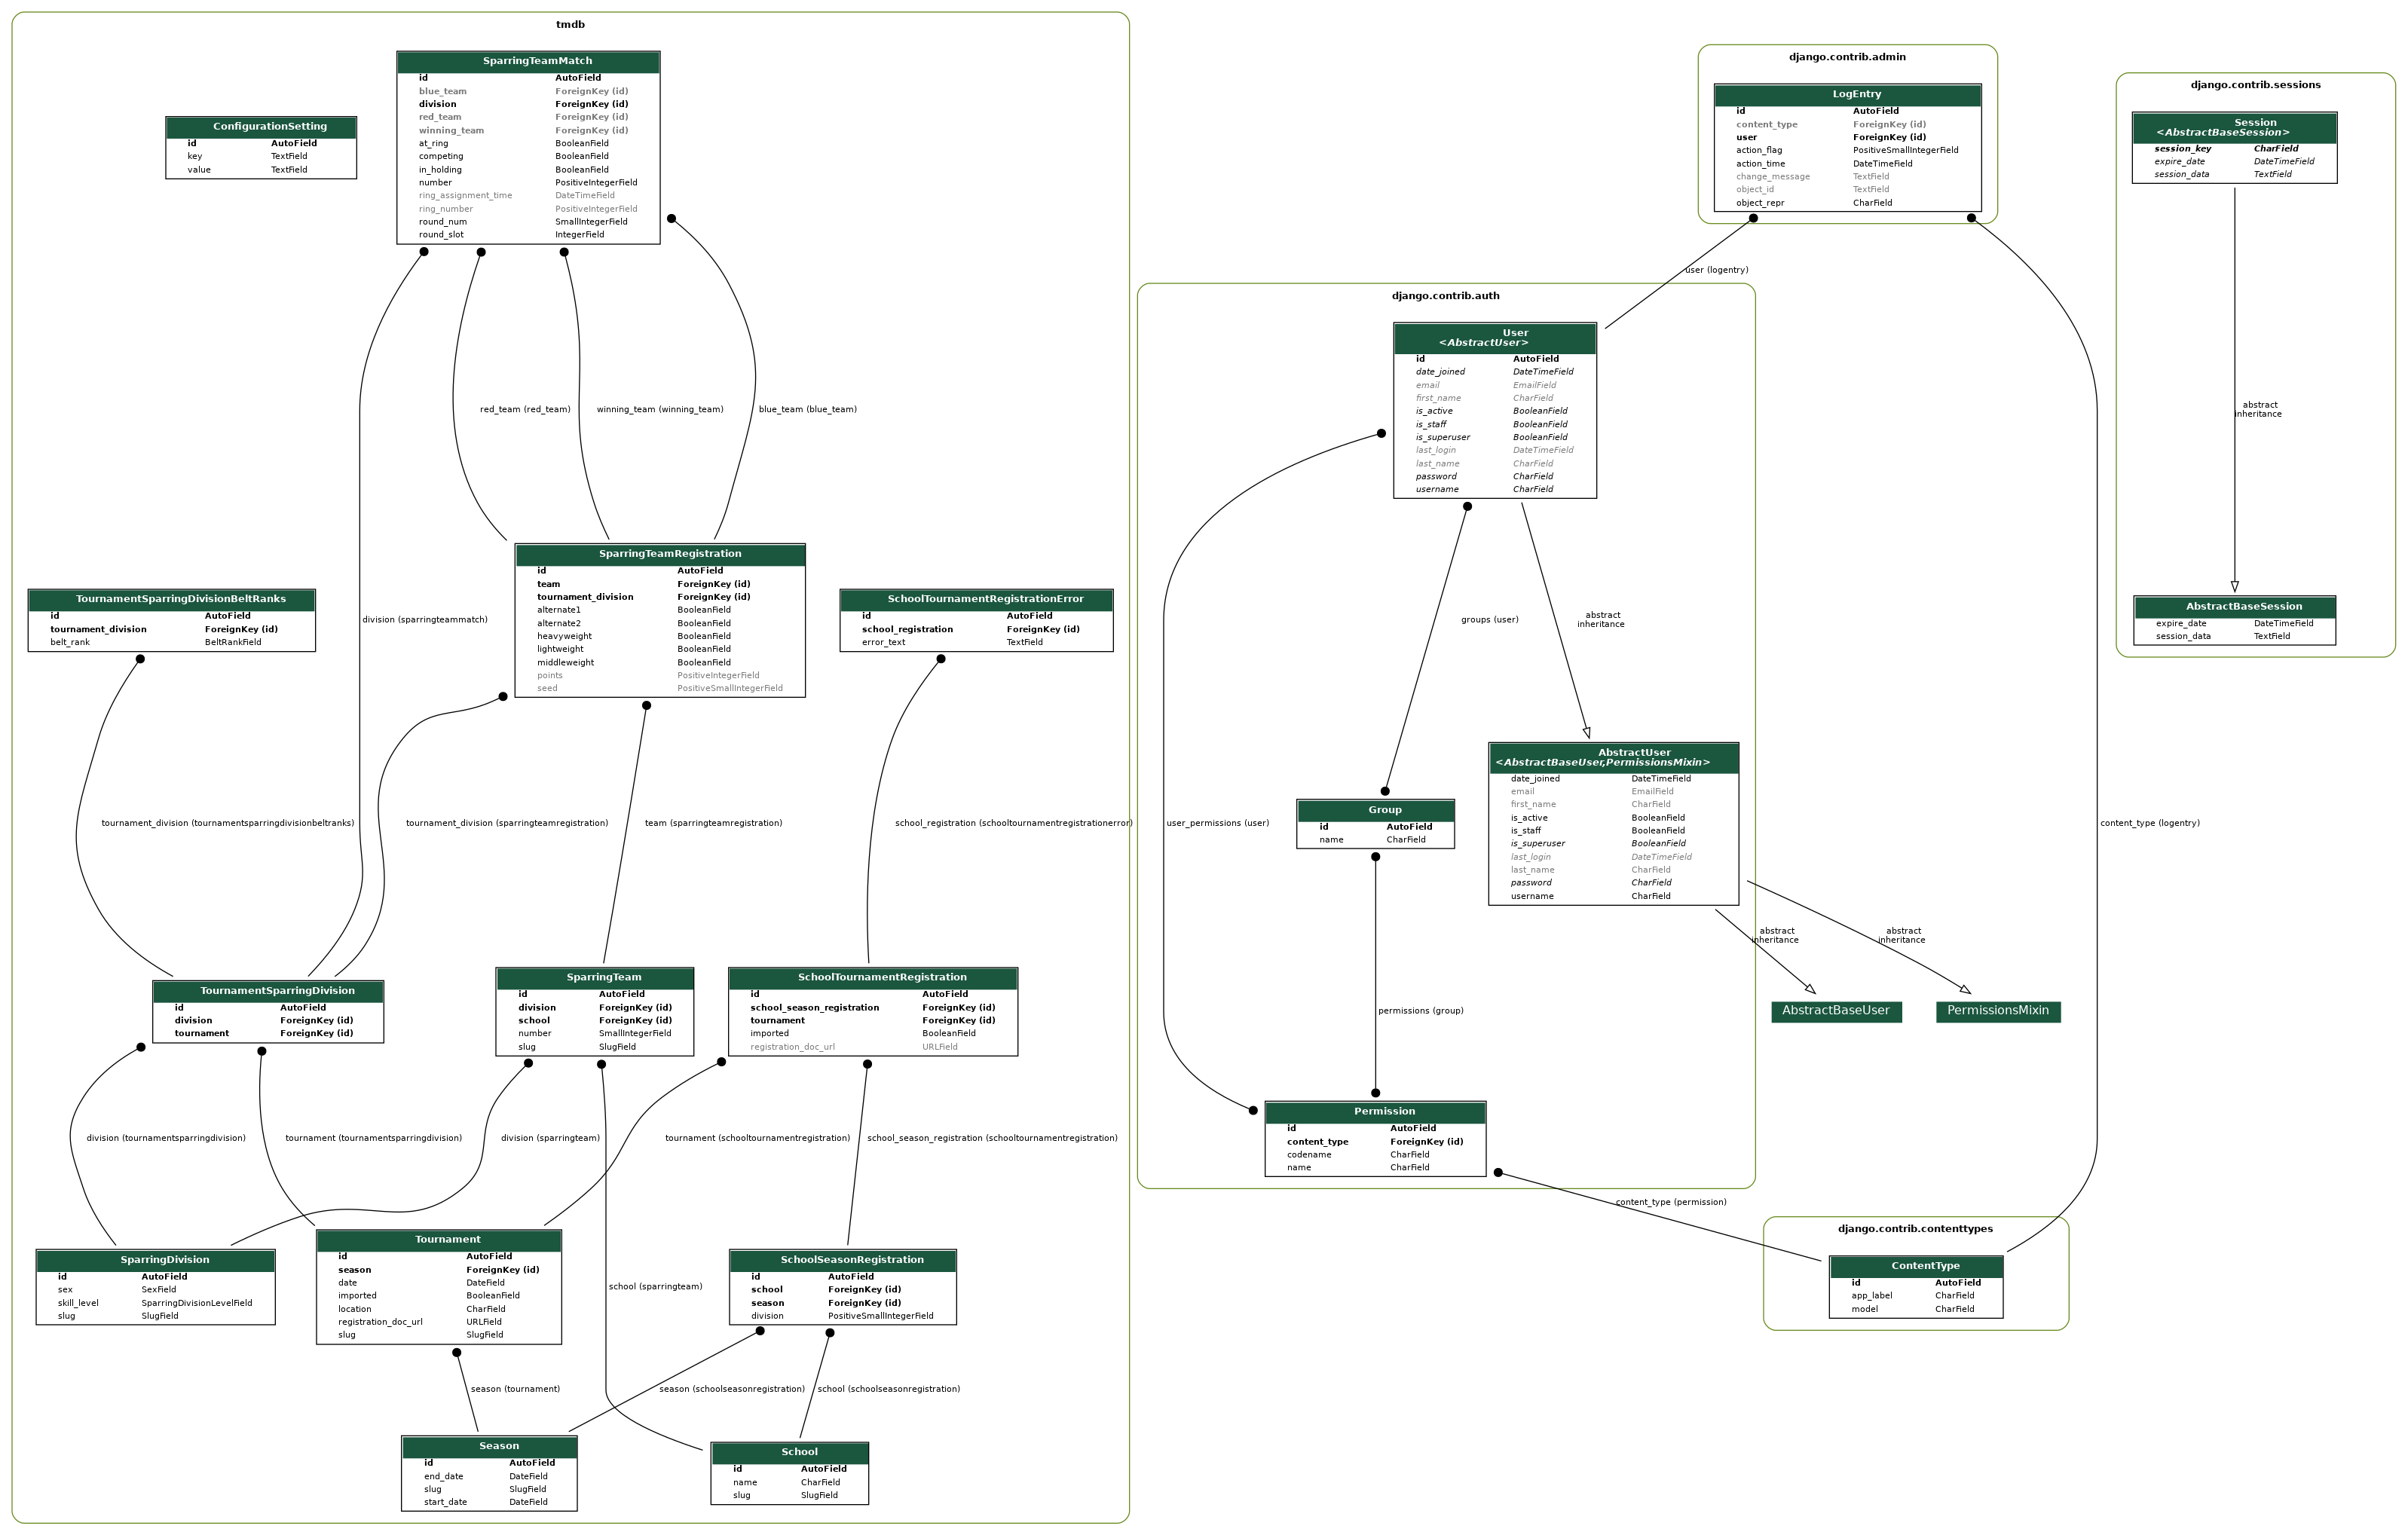 tmdb
SparringTeamMatch
id AutoField
blue_team ForeignKey (id)
division ForeignKey (id)
red_team ForeignKey (id)
winning_team ForeignKey (id)
at_ring BooleanField
competing BooleanField
in_holding BooleanField
number PositiveIntegerField
ring_assignment_time DateTimeField
ring_number PositiveIntegerField
round_num SmallIntegerField
round_slot IntegerField
ConfigurationSetting
id AutoField
key TextField
value TextField
red_team (red_team)
winning_team (winning_team)
blue_team (blue_team)
division (sparringteammatch)
TournamentSparringDivisionBeltRanks
id AutoField
tournament_division ForeignKey (id)
belt_rank BeltRankField
SparringTeamRegistration
id AutoField
team ForeignKey (id)
tournament_division ForeignKey (id)
alternate1 BooleanField
alternate2 BooleanField
heavyweight BooleanField
lightweight BooleanField
middleweight BooleanField
points PositiveIntegerField
seed PositiveSmallIntegerField
SchoolTournamentRegistrationError
id AutoField
school_registration ForeignKey (id)
error_text TextField
tournament_division (tournamentsparringdivisionbeltranks)
tournament_division (sparringteamregistration)
team (sparringteamregistration)
school_registration (schooltournamentregistrationerror)
TournamentSparringDivision
id AutoField
division ForeignKey (id)
tournament ForeignKey (id)
SparringTeam
id AutoField
division ForeignKey (id)
school ForeignKey (id)
number SmallIntegerField
slug SlugField
SchoolTournamentRegistration
id AutoField
school_season_registration ForeignKey (id)
tournament ForeignKey (id)
imported BooleanField
registration_doc_url URLField
division (tournamentsparringdivision)
tournament (tournamentsparringdivision)
division (sparringteam)
tournament (schooltournamentregistration)
school_season_registration (schooltournamentregistration)
SparringDivision
id AutoField
sex SexField
skill_level SparringDivisionLevelField
slug SlugField
Tournament
id AutoField
season ForeignKey (id)
date DateField
imported BooleanField
location CharField
registration_doc_url URLField
slug SlugField
school (sparringteam)
SchoolSeasonRegistration
id AutoField
school ForeignKey (id)
season ForeignKey (id)
division PositiveSmallIntegerField
season (tournament)
season (schoolseasonregistration)
school (schoolseasonregistration)
Season
id AutoField
end_date DateField
slug SlugField
start_date DateField
School
id AutoField
name CharField
slug SlugField
django.contrib.admin
LogEntry
id AutoField
content_type ForeignKey (id)
user ForeignKey (id)
action_flag PositiveSmallIntegerField
action_time DateTimeField
change_message TextField
object_id TextField
object_repr CharField
user (logentry)
django.contrib.auth
User
<AbstractUser>
id AutoField
date_joined DateTimeField
email EmailField
first_name CharField
is_active BooleanField
is_staff BooleanField
is_superuser BooleanField
last_login DateTimeField
last_name CharField
password CharField
username CharField
groups (user)
abstract
inheritance
AbstractUser
<AbstractBaseUser,PermissionsMixin>
date_joined DateTimeField
email EmailField
first_name CharField
is_active BooleanField
is_staff BooleanField
is_superuser BooleanField
last_login DateTimeField
last_name CharField
password CharField
username CharField
Group
id AutoField
name CharField
user_permissions (user)
content_type (logentry)
abstract
inheritance
abstract
inheritance
AbstractBaseUser
PermissionsMixin
permissions (group)
Permission
id AutoField
content_type ForeignKey (id)
codename CharField
name CharField
content_type (permission)
django.contrib.contenttypes
ContentType
id AutoField
app_label CharField
model CharField
django.contrib.sessions
Session
<AbstractBaseSession>
session_key CharField
expire_date DateTimeField
session_data TextField
abstract
inheritance
AbstractBaseSession
expire_date DateTimeField
session_data TextField